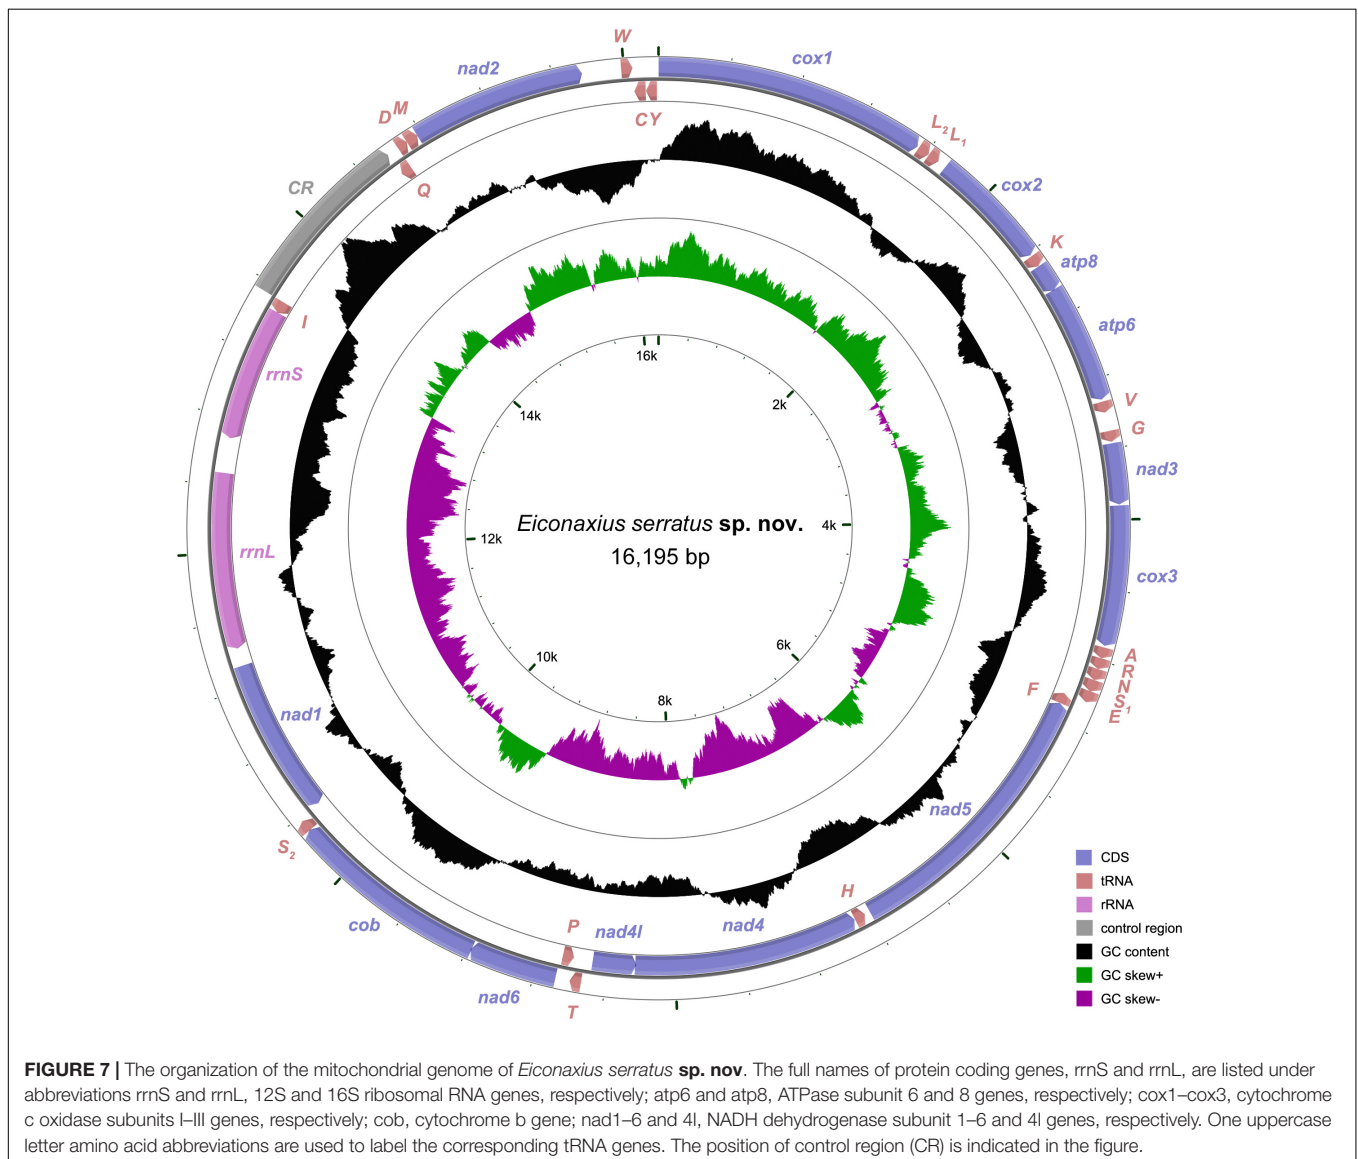 W
cox1
nad2
D
M
C Y
L2 L1
Q
CR
cox2
K
atp8
atp6
I
rrnS
V
G
nad3
16k
2k
14k
4k
12k
6k
10k
8k
Eiconaxius serratus sp. nov.
16,195 bp
rrnL
cox3
A
R
N
S1
E
F
nad1
nad5
S2
H
cob
P
nad4l
nad4
nad6
T
CDS
tRNA
rRNA
control region
GC content
GC skew+
GC skew-
FIGURE 7 | The organization of the mitochondrial genome of Eiconaxius serratus sp. nov. The full names of protein coding genes, rrnS and rrnL, are listed under
abbreviations rrnS and rrnL, 12S and 16S ribosomal RNA genes, respectively; atp6 and atp8, ATPase subunit 6 and 8 genes, respectively; cox1–cox3, cytochrome
c oxidase subunits I–III genes, respectively; cob, cytochrome b gene; nad1–6 and 4l, NADH dehydrogenase subunit 1–6 and 4l genes, respectively. One uppercase
letter amino acid abbreviations are used to label the corresponding tRNA genes. The position of control region (CR) is indicated in the figure.